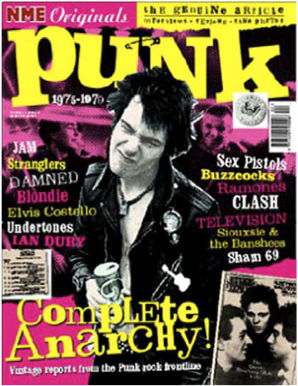 NME Originals
THE GENUINE ARTICLE
INTERVIEWS • REVIEWS • RARE PHOTOS
PUNK
1975-1979
JAM
Stranglers
DAMNED
Blondie
Elvis Costello
Undertones
IAN DURY
Sex Pistols
Buzzcocks
Ramones
CLASH
TELEVISION
Siouxsie &
the Banshees
Sham 69
Complete
Anarchy!
Vintage reports from the Punk rock frontline